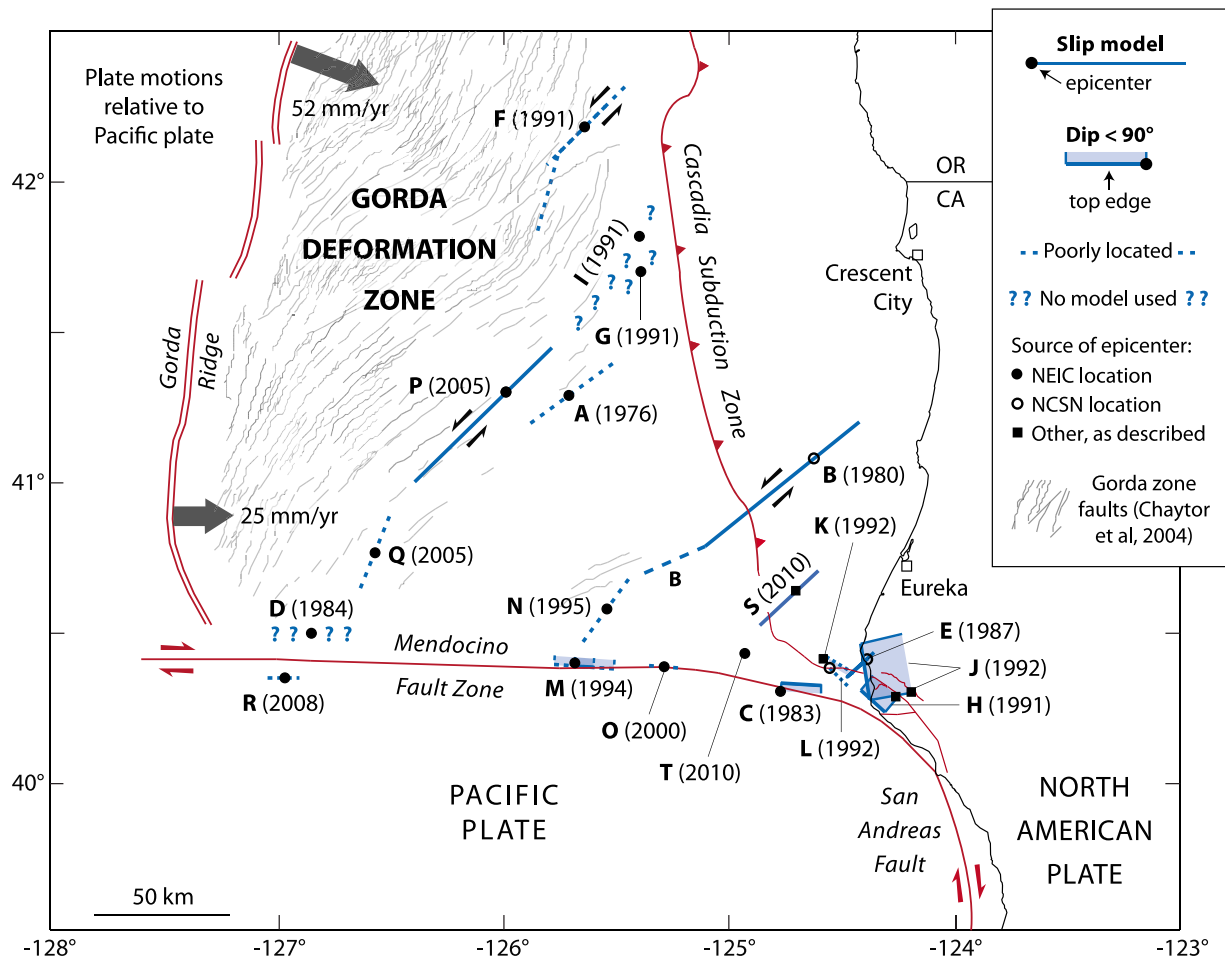 Plate motions
relative to
Pacific plate
52 mm/yr
F (1991)
42°
GORDA
DEFORMATION
ZONE
I (1991)
G (1991)
Cascadia Subduction Zone
OR
CA
Crescent
City
Gorda
Ridge
P (2005)
A (1976)
41°
25 mm/yr
B (1980)
K (1992)
Q (2005)
B
S (2010)
Eureka
D (1984)
? ? ? ?
N (1995)
E (1987)
J (1992)
H (1991)
Mendocino
Fault Zone
R (2008)
M (1994)
O (2000)
C (1983)
L (1992)
T (2010)
40°
PACIFIC
PLATE
San
Andreas
Fault
NORTH
AMERICAN
PLATE
50 km
-128°
-127°
-126°
-125°
-124°
-123°
Slip model
epicenter
Dip < 90°
top edge
Poorly located
? ? No model used ? ?
Source of epicenter:
NEIC location
NCSN location
Other, as described
Gorda zone
faults (Chaytor
et al, 2004)